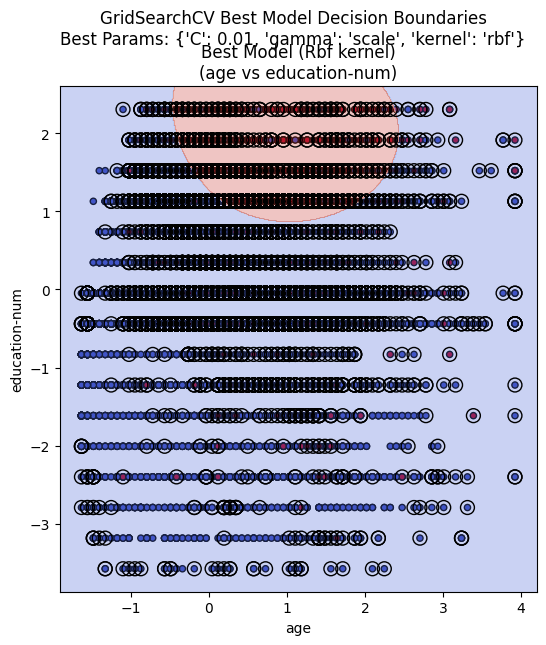 GridSearchCV Best Model Decision Boundaries
Best Params: {'C': 0.01, 'gamma': 'scale', 'kernel': 'rbf'}
Best Model (Rbf kernel)
(age vs education-num)
2
1
0
−1
−2
−3
education-num
−1
0
1
2
3
4
age